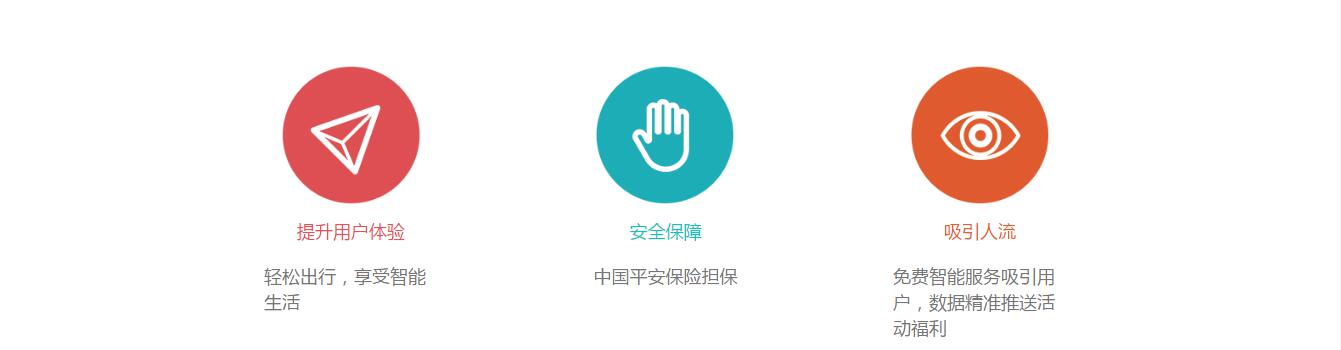 提升用户体验
安全保障
吸引人流
轻松出行，享受智能
生活
中国平安保险担保
免费智能服务吸引用
户，数据精准推送活
动福利